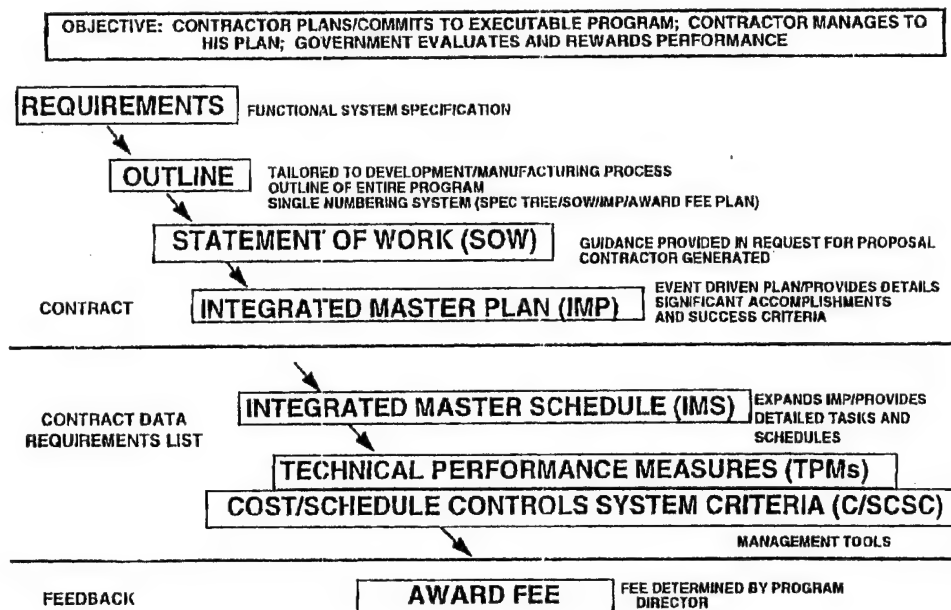 OBJECTIVE: CONTRACTOR PLANS/COMMITS TO EXECUTABLE PROGRAM; CONTRACTOR MANAGES TO
HIS PLAN; GOVERNMENT EVALUATES AND REWARDS PERFORMANCE
REQUIREMENTS
FUNCTIONAL SYSTEM SPECIFICATION
OUTLINE
TAILORED TO DEVELOPMENT/MANUFACTURING PROCESS
OUTLINE OF ENTIRE PROGRAM
SINGLE NUMBERING SYSTEM (SPEC TREE/SOW/IMP/AWARD FEE PLAN)
STATEMENT OF WORK (SOW)
GUIDANCE PROVIDED IN REQUEST FOR PROPOSAL
CONTRACTOR GENERATED
CONTRACT
INTEGRATED MASTER PLAN (IMP)
EVENT DRIVEN PLAN/PROVIDES DETAILS
SIGNIFICANT ACCOMPLISHMENTS
AND SUCCESS CRITERIA
CONTRACT DATA
REQUIREMENTS LIST
INTEGRATED MASTER SCHEDULE (IMS)
EXPANDS IMP/PROVIDES
DETAILED TASKS AND
SCHEDULES
TECHNICAL PERFORMANCE MEASURES (TPMs)
COST/SCHEDULE CONTROLS SYSTEM CRITERIA (C/SCSC)
MANAGEMENT TOOLS
FEEDBACK
AWARD FEE
FEE DETERMINED BY PROGRAM
DIRECTOR